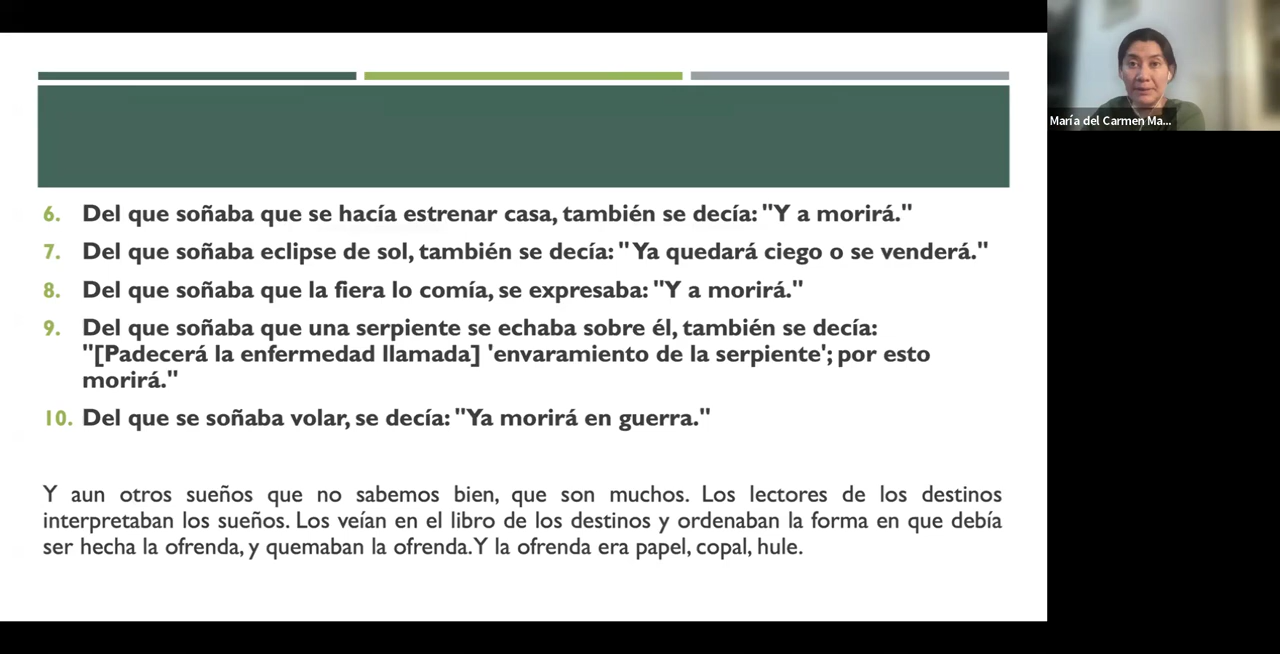 6. Del que soñaba que se hacía estrenar casa, también se decía: "Y a morirá."
7. Del que soñaba eclipse de sol, también se decía: "Ya quedará ciego o se venderá."
8. Del que soñaba que la fiera lo comía, se expresaba: "Y a morirá."
9. Del que soñaba que una serpiente se echaba sobre él, también se decía:
"[Padecerá la enfermedad llamada] 'envaramiento de la serpiente'; por esto
morirá."
10. Del que se soñaba volar, se decía: "Ya morirá en guerra."
Y aun otros sueños que no sabemos bien, que son muchos. Los lectores de los destinos
interpretaban los sueños. Los veían en el libro de los destinos y ordenaban la forma en que debía
ser hecha la ofrenda, y quemaban la ofrenda. Y la ofrenda era papel, copal, hule.
María del Carmen Ma...